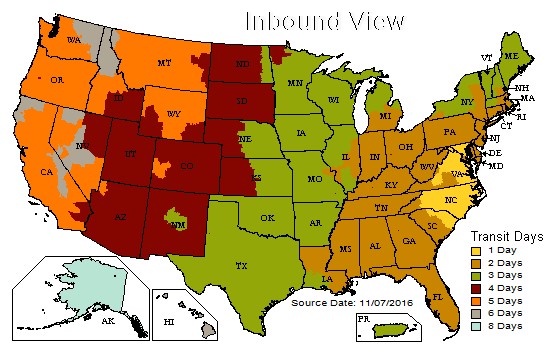 Inbound View
WA
MT
ND
MN
VT
ME
OR
ID
SD
WI
MI
NY
NH
MA
RI
CT
WY
NE
IA
IL
IN
OH
PA
NJ
DE
MD
NV
UT
CO
KS
MO
WV
VA
KY
CA
AZ
NM
OK
AR
TN
NC
SC
TX
LA
MS
AL
GA
FL
Transit Days
1 Day
2 Days
3 Days
4 Days
5 Days
6 Days
8 Days
Source Date: 11/07/2016
AK
HI
PR